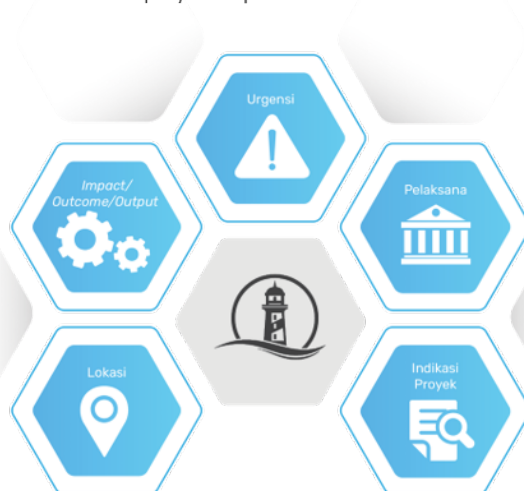 Urgensi
Impact/
Outcome/Output
Pelaksana
Lokasi
Indikasi
Proyek